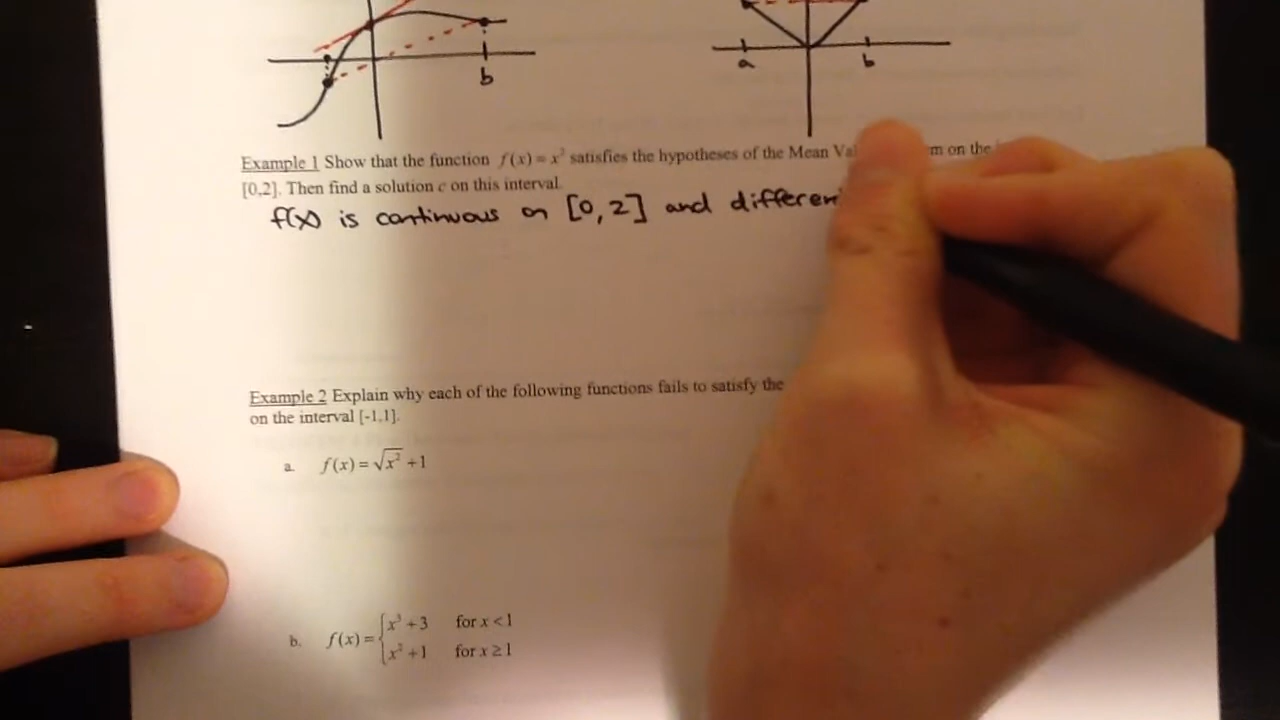 b
a b
Example 1 Show that the function f(x) = x² satisfies the hypotheses of the Mean on the
[0,2]. Then find a solution c on this interval.
f(x) is continuous on [0,2] and
Example 2 Explain why each of the following functions fails to satisfy the
on the interval [-1,1].
a. f(x) = √x² + 1
b. f(x) = { x³ + 3 for x < 1
x² + 1 for x ≥ 1